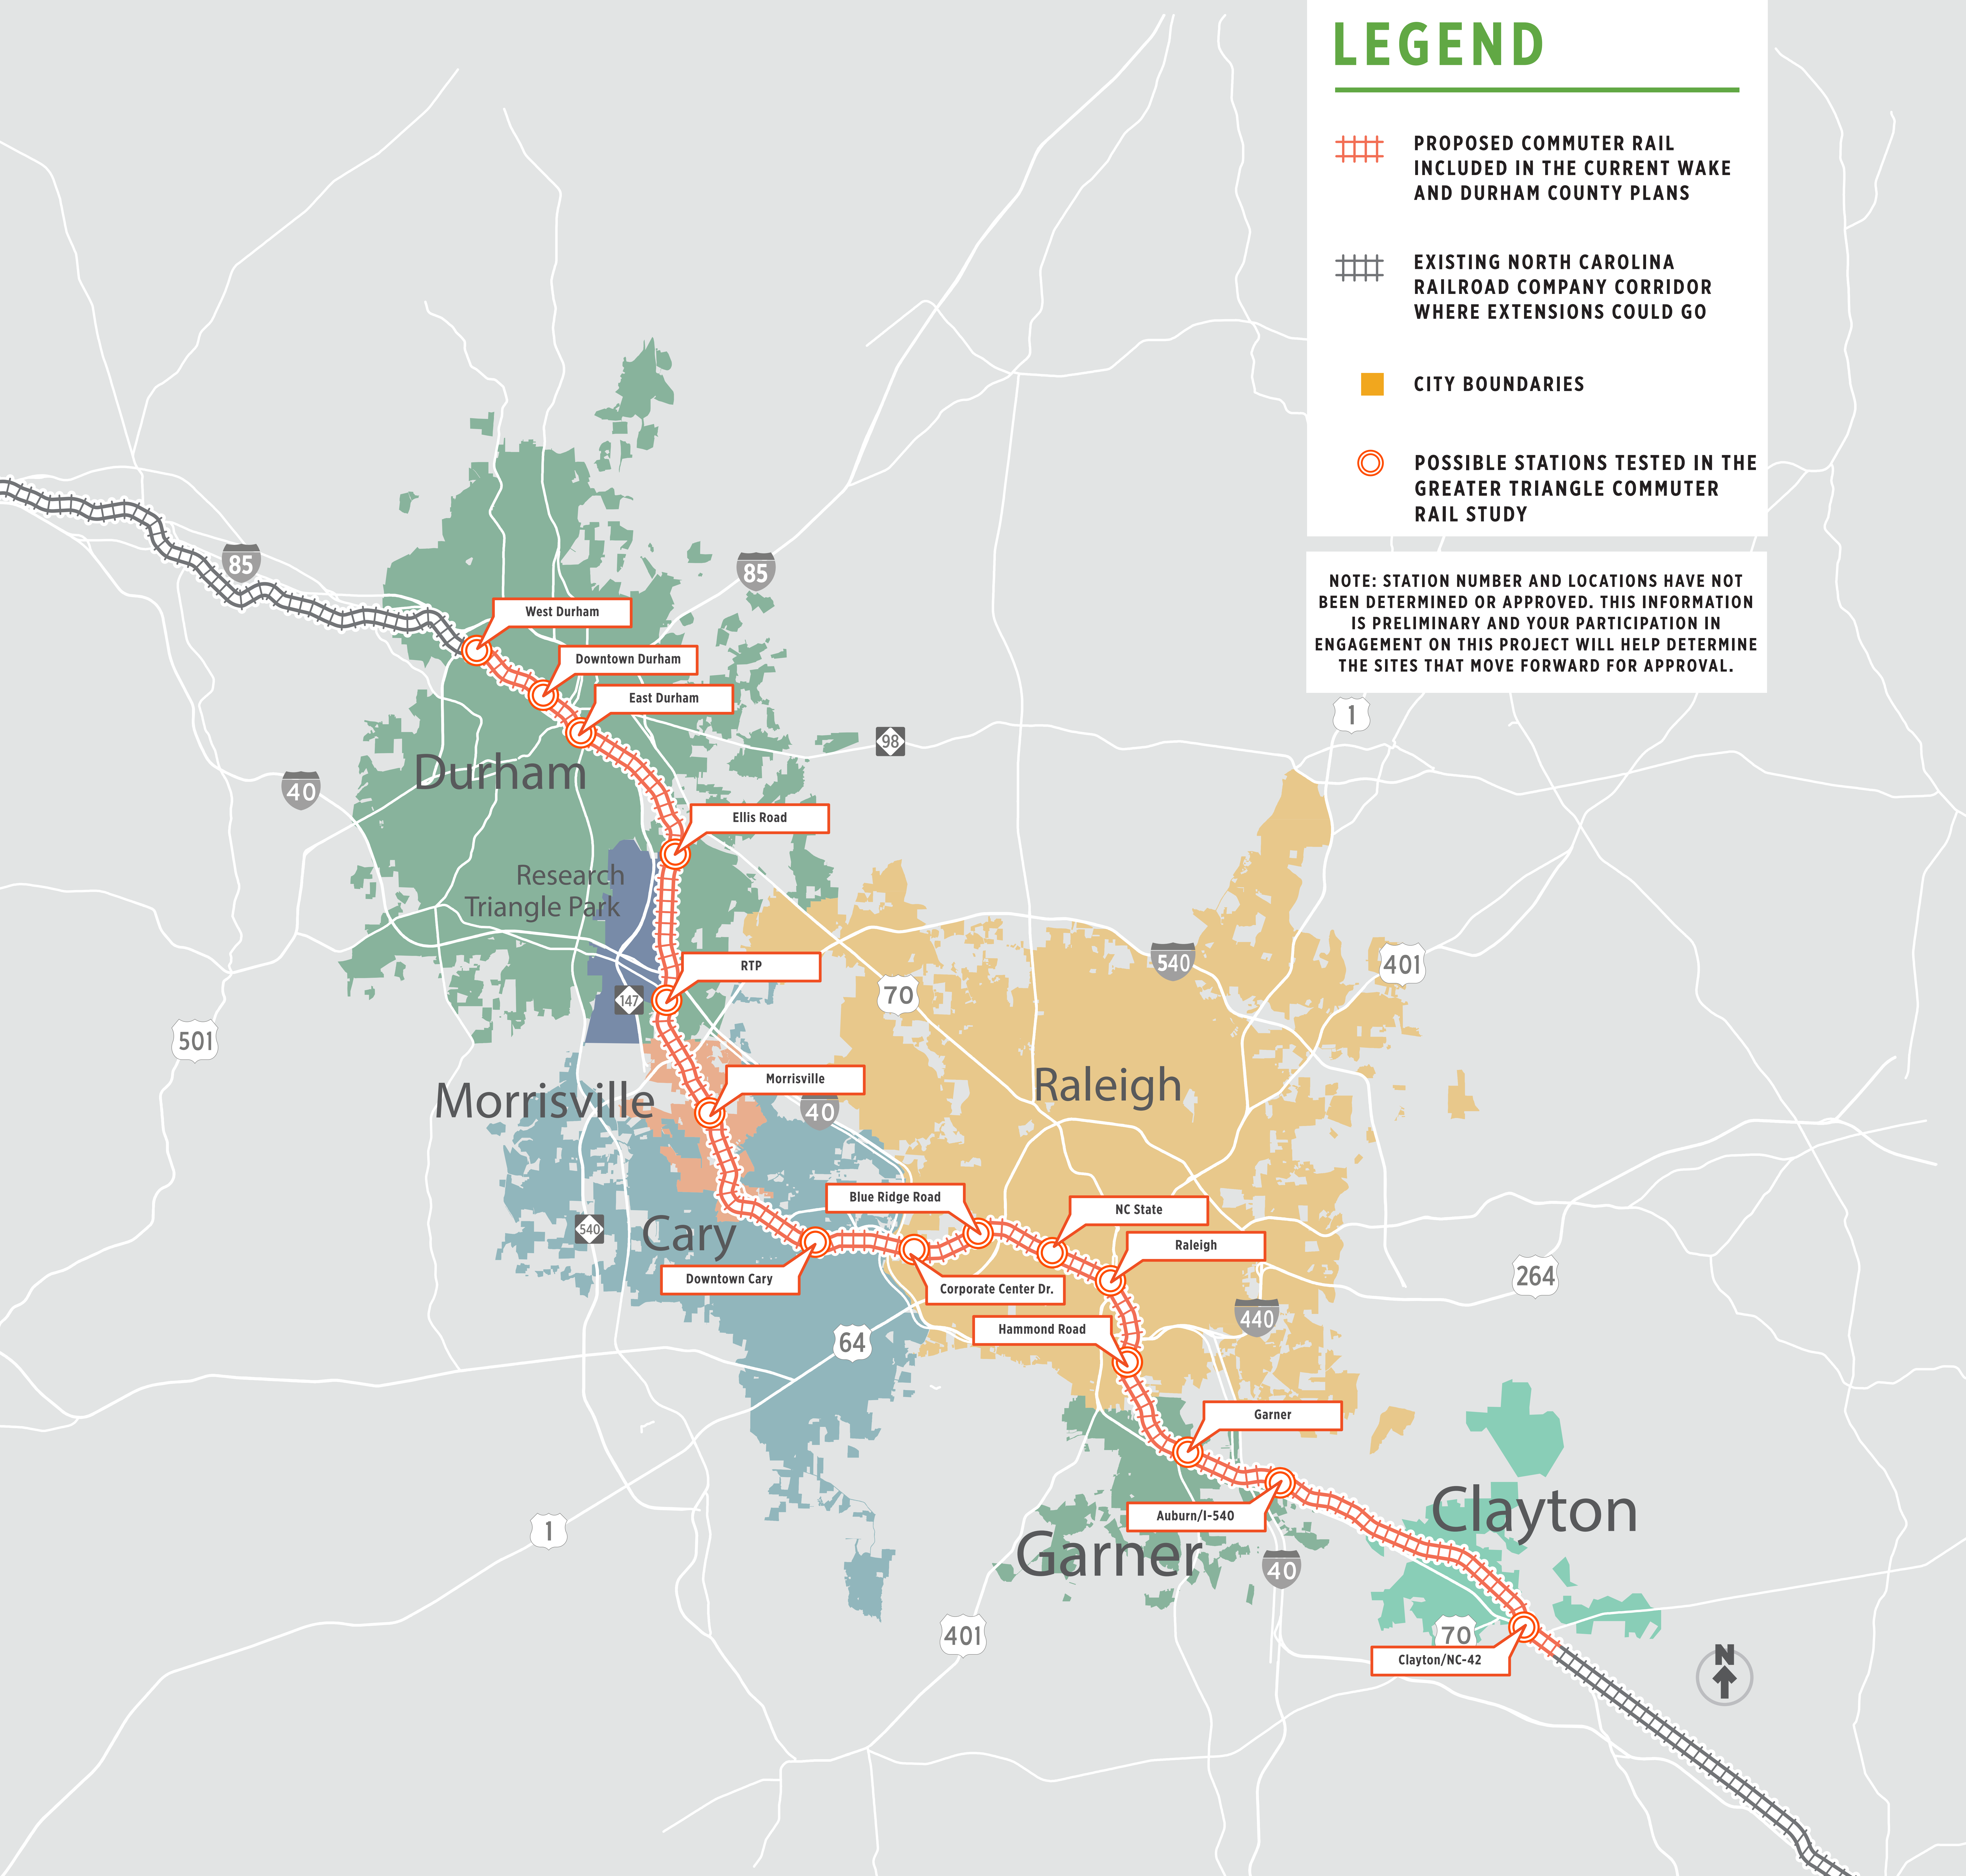 LEGEND
PROPOSED COMMUTER RAIL
INCLUDED IN THE CURRENT WAKE
AND DURHAM COUNTY PLANS
EXISTING NORTH CAROLINA
RAILROAD COMPANY CORRIDOR
WHERE EXTENSIONS COULD GO
CITY BOUNDARIES
POSSIBLE STATIONS TESTED IN THE
GREATER TRIANGLE COMMUTER
RAIL STUDY
NOTE: STATION NUMBER AND LOCATIONS HAVE NOT
BEEN DETERMINED OR APPROVED. THIS INFORMATION
IS PRELIMINARY AND YOUR PARTICIPATION IN
ENGAGEMENT ON THIS PROJECT WILL HELP DETERMINE
THE SITES THAT MOVE FORWARD FOR APPROVAL.
85
85
West Durham
Downtown Durham
East Durham
1
98
Durham
40
Ellis Road
Research
Triangle Park
RTP
540
401
70
147
501
Morrisville
Morrisville
40
Raleigh
Blue Ridge Road
NC State
540
Cary
Raleigh
Downtown Cary
Corporate Center Dr.
264
440
Hammond Road
64
Garner
Clayton
Auburn/I-540
1
Garner
40
401
70
Clayton/NC-42
N